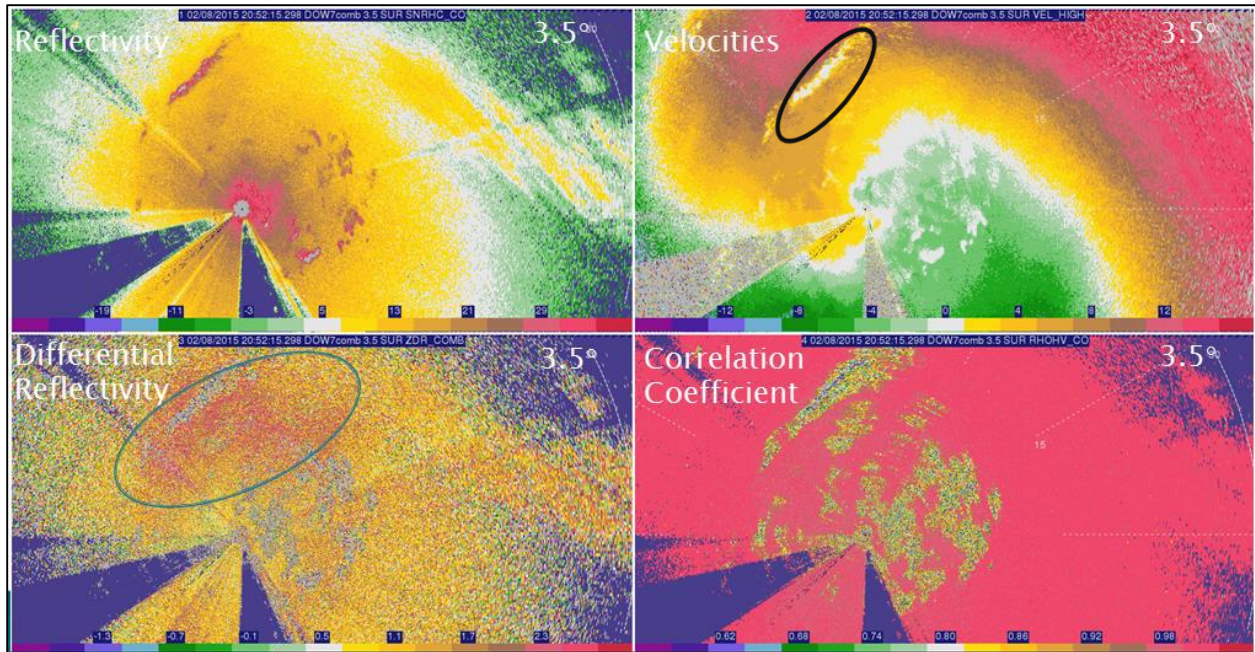 1 02/08/2015 20:52:15.298 DOW7comb 3.5 SUR SNRHC_CO
Reflectivity
3.5°
-19 -11 -3 5 13 21 29
2 02/08/2015 20:52:15.298 DOW7comb 3.5 SUR VEL_HIGH
Velocities
3.5°
15
-12 -8 -4 0 4 8 12
3 02/08/2015 20:52:15.298 DOW7comb 3.5 SUR ZDR_COMB
Differential
Reflectivity
3.5°
-1.3 -0.7 -0.1 0.5 1.1 1.7 2.3
4 02/08/2015 20:52:15.298 DOW7comb 3.5 SUR RHOHV_CO
Correlation
Coefficient
3.5°
15
0.62 0.68 0.74 0.80 0.86 0.92 0.98